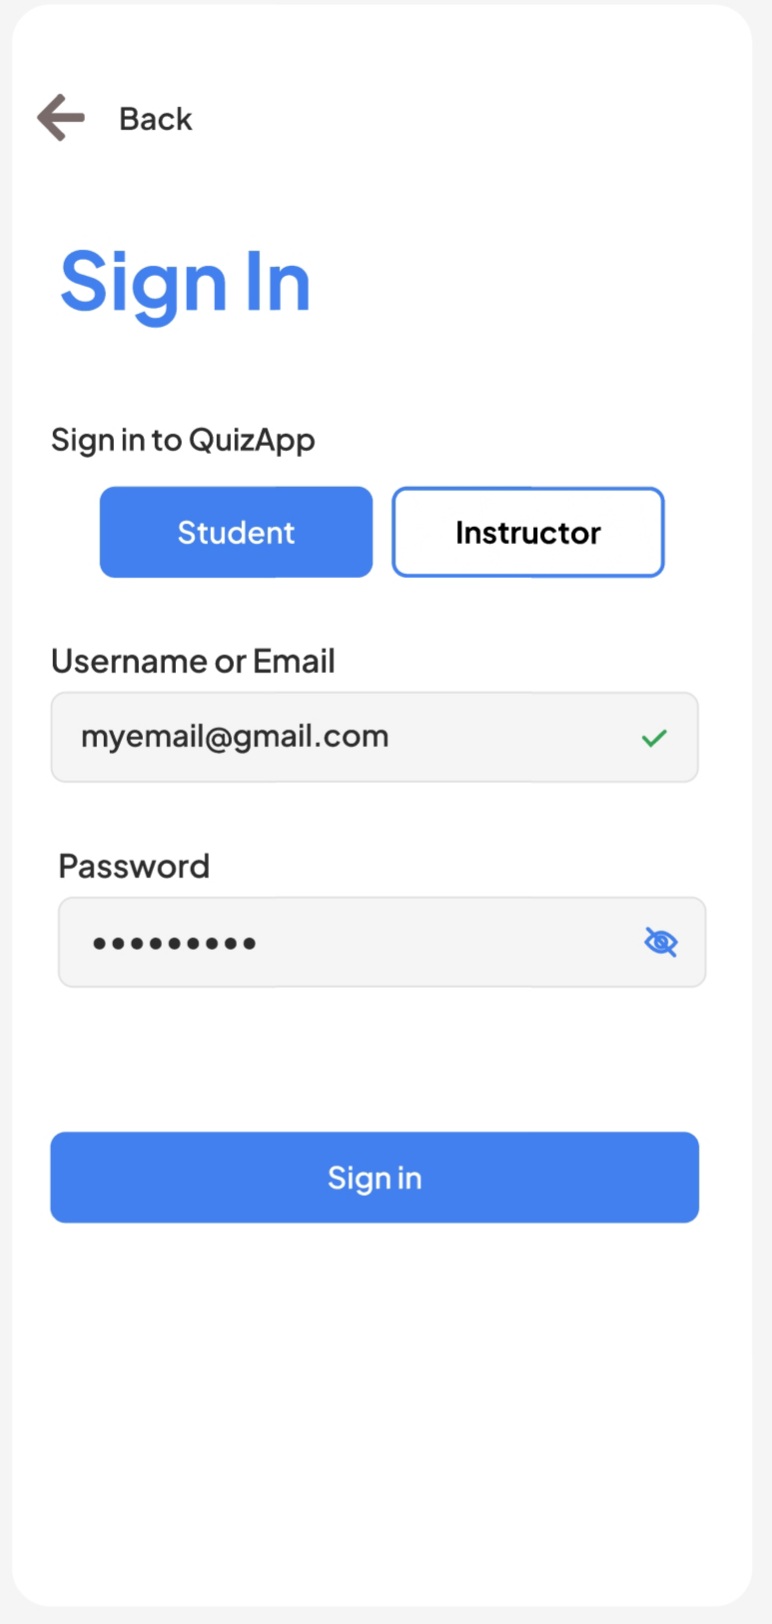 Back
Sign In
Sign in to QuizApp
Student Instructor
Username or Email
myemail@gmail.com
Password
•••••••••
Sign in